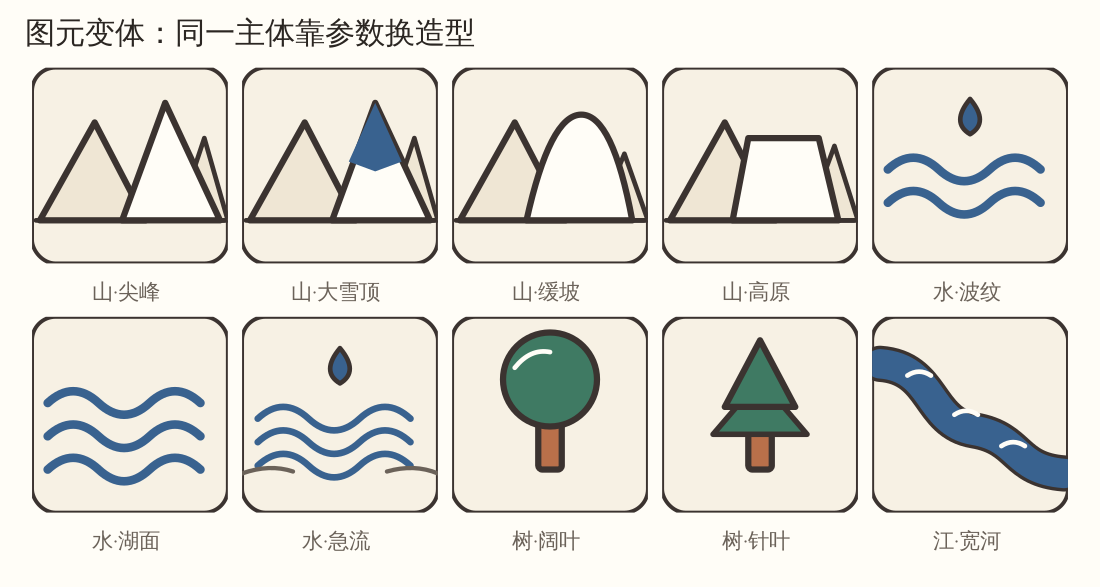 图元变体：同一主体靠参数换造型
山·尖峰
山·大雪顶
山·缓坡
山·高原
水·波纹
水·湖面
水·急流
树·阔叶
树·针叶
江·宽河